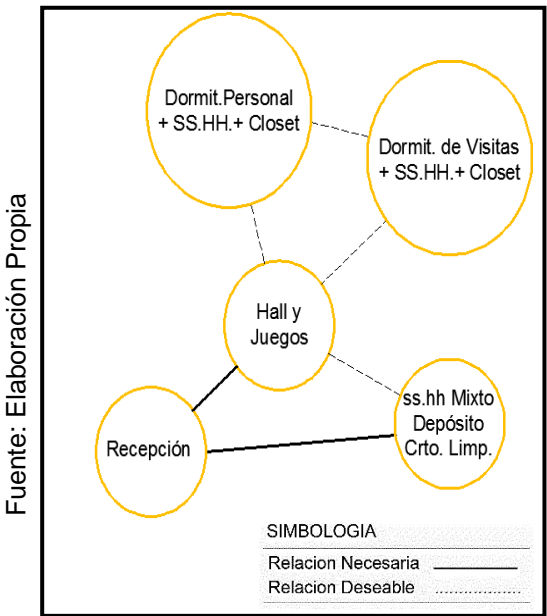 Dormit.Personal
+ SS.HH.+ Closet
Dormit. de Visitas
+ SS.HH.+ Closet
Hall y
Juegos
ss.hh Mixto
Depósito
Crto. Limp.
Recepción
SIMBOLOGIA
Relacion Necesaria
Relacion Deseable
Fuente: Elaboración Propia